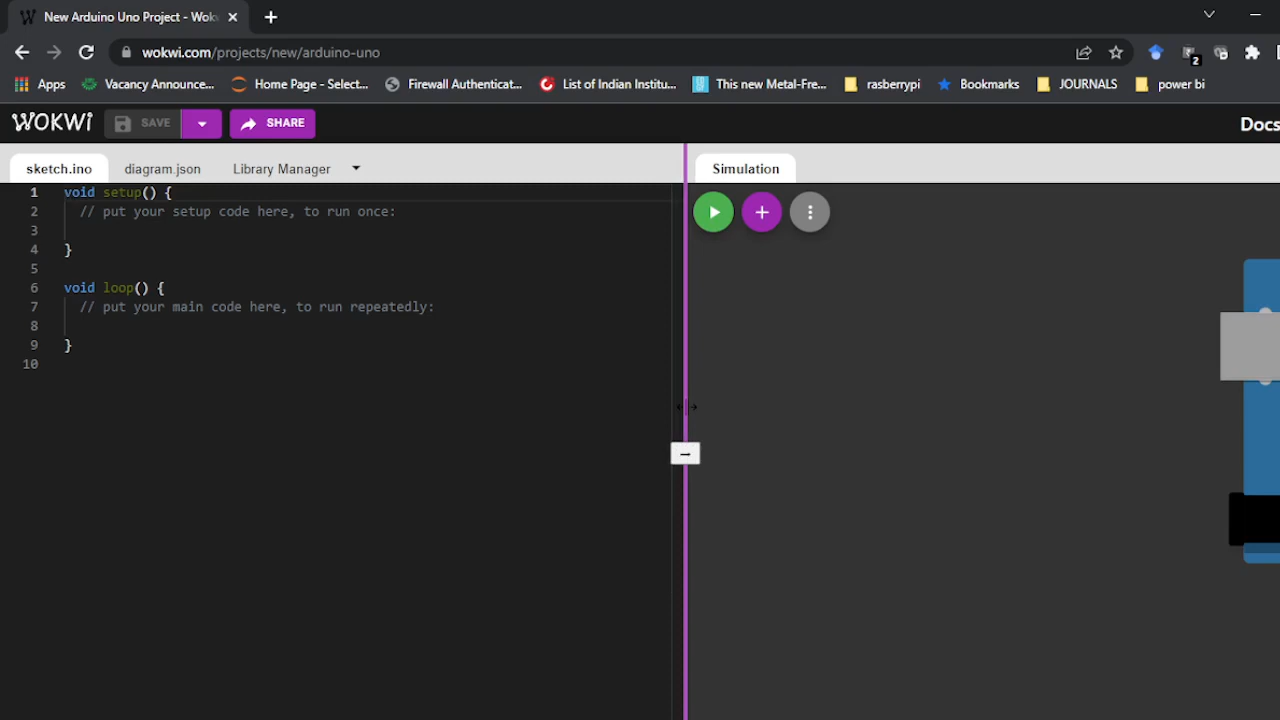 New Arduino Uno Project - Wok
wokwi.com/projects/new/arduino-uno
2
Apps Vacancy Announce... Home Page - Select... Firewall Authenticat... List of Indian Institu... This new Metal-Fre... rasberrypi Bookmarks JOURNALS power bi
WOKWI SAVE SHARE Docs
sketch.ino diagram.json Library Manager Simulation
1 void setup() {
2 // put your setup code here, to run once:
3
4 }
5
6 void loop() {
7 // put your main code here, to run repeatedly:
8
9 }
10